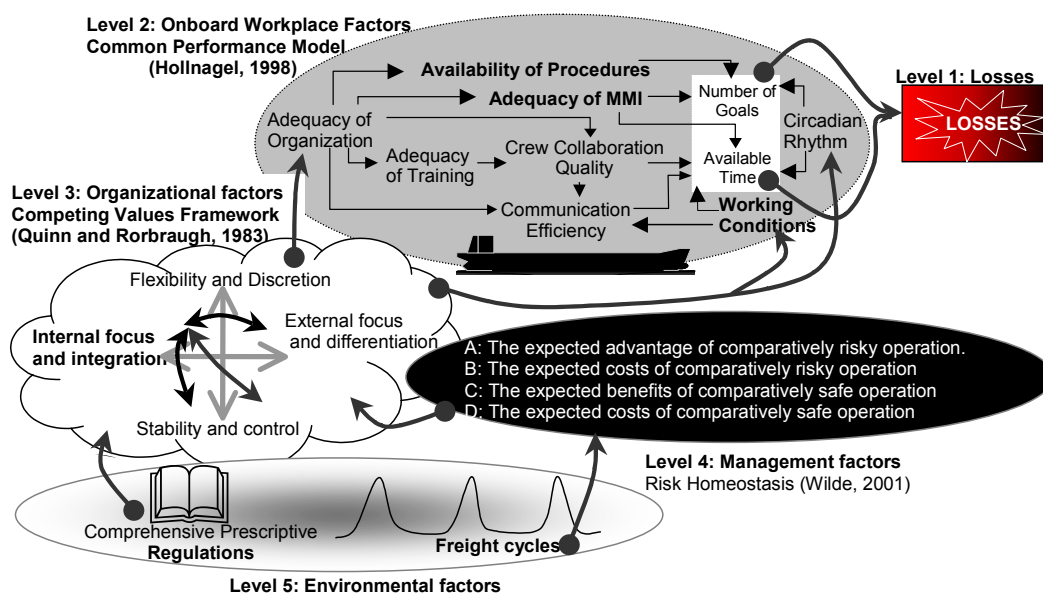 Level 2: Onboard Workplace Factors
Common Performance Model
(Hollnagel, 1998)
Availability of Procedures
Adequacy of MMI
Number of
Goals
Adequacy of
Organization
Circadian
Rhythm
Adequacy
of Training
Crew Collaboration
Quality
Available
Time
Communication
Efficiency
Working
Conditions
Level 1: Losses
LOSSES
Level 3: Organizational factors
Competing Values Framework
(Quinn and Rorbraugh, 1983)
Flexibility and Discretion
Internal focus
and integration
External focus
and differentiation
Stability and control
A: The expected advantage of comparatively risky operation.
B: The expected costs of comparatively risky operation
C: The expected benefits of comparatively safe operation
D: The expected costs of comparatively safe operation
Level 4: Management factors
Risk Homeostasis (Wilde, 2001)
Comprehensive Prescriptive
Regulations
Freight cycles
Level 5: Environmental factors